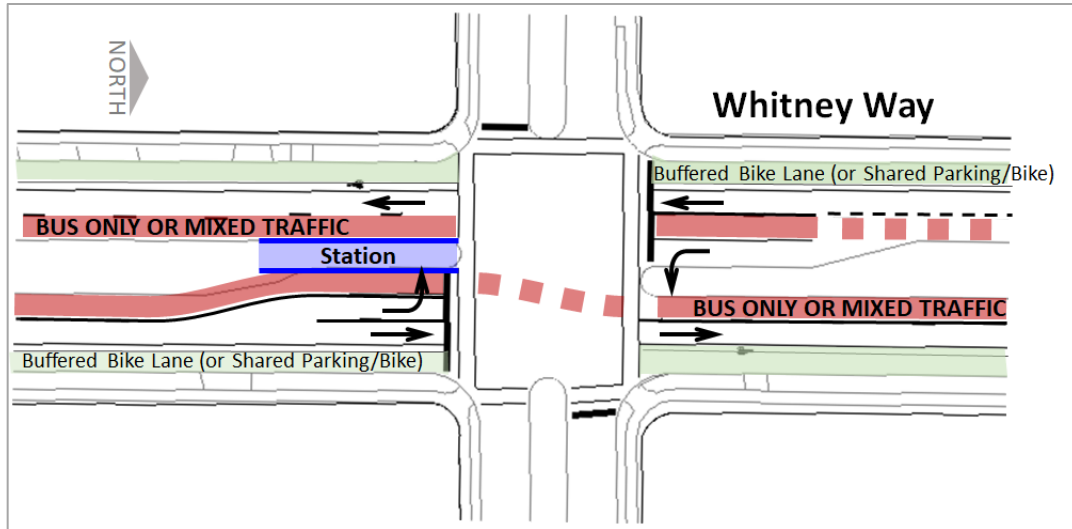 NORTH
Whitney Way
Buffered Bike Lane (or Shared Parking/Bike)
BUS ONLY OR MIXED TRAFFIC
Station
BUS ONLY OR MIXED TRAFFIC
Buffered Bike Lane (or Shared Parking/Bike)